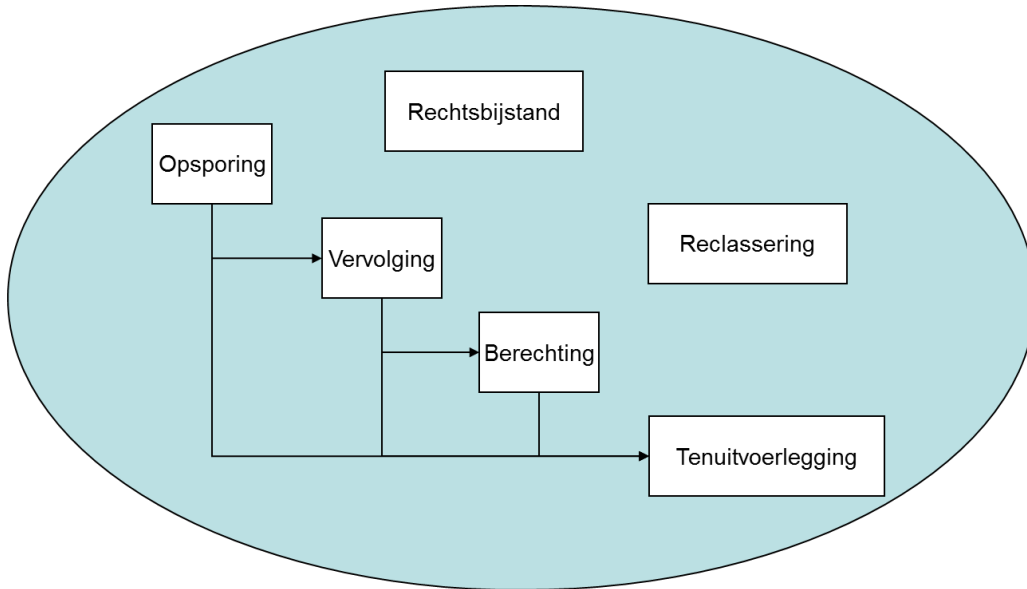 Rechtsbijstand
Opsporing
Reclassering
Vervolging
Berechting
Tenuitvoerlegging